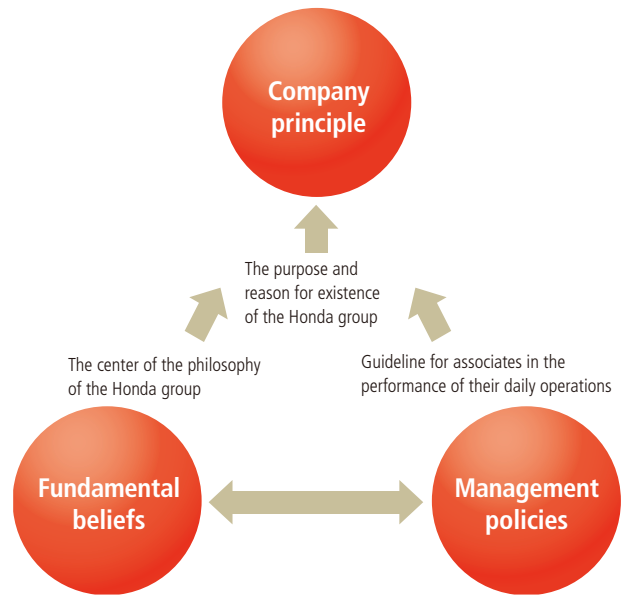 Company
principle
The purpose and
reason for existence
of the Honda group
The center of the philosophy
of the Honda group
Guideline for associates in the
performance of their daily operations
Fundamental
beliefs
Management
policies